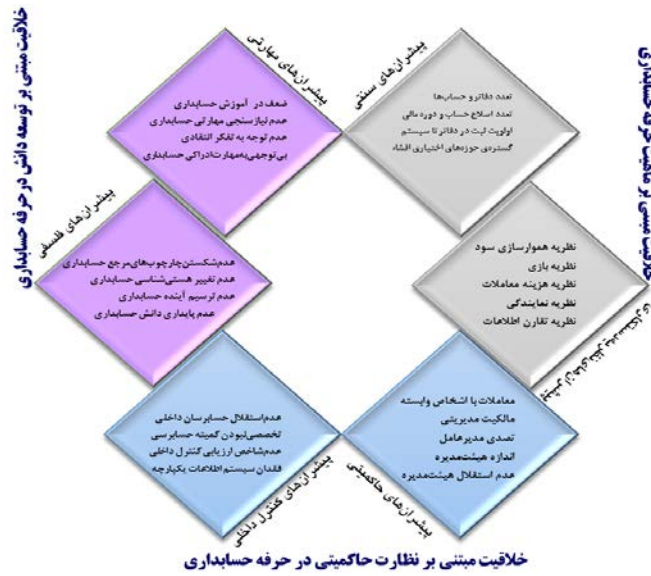 خلاقیت مبتنی بر ماهیت حرفه حسابداری
پیشران‌های سنتی
تعدد دفاتر و حساب‌ها
تعدد اصلاح حساب و دوره مالی
اولویت ثبت در دفاتر تا سیستم
گستره‌ی حوزه‌های اختیاری افشاء
نظریه هموارسازی سود
نظریه بازی
نظریه هزینه معاملات
نظریه نمایندگی
نظریه تقارن اطلاعات
خلاقیت مبتنی بر توسعه دانش در حرفه حسابداری
پیشران‌های مهارتی
ضعف در آموزش حسابداری
عدم نیازسنجی مهارتی حسابداری
عدم توجه به تفکر انتقادی
بی‌توجهی به مهارت ادراکی حسابداری
پیشران‌های فلسفی
عدم شکستن چارچوب‌های مرجع حسابداری
عدم تغییر هستی‌شناسی حسابداری
عدم ترسیم آینده حسابداری
عدم پایداری دانش حسابداری
معاملات با اشخاص وابسته
مالکیت مدیریتی
تصدی مدیرعامل
اندازه هیئت‌مدیره
عدم استقلال هیئت‌مدیره
پیشران‌های حاکمیتی
عدم استقلال حسابرسان داخلی
تخصصی نبودن کمیته حسابرسی
عدم شاخص ارزیابی کنترل داخلی
فقدان سیستم اطلاعات یکپارچه
پیشران‌های کنترل داخلی
خلاقیت مبتنی بر نظارت حاکمیتی در حرفه حسابداری